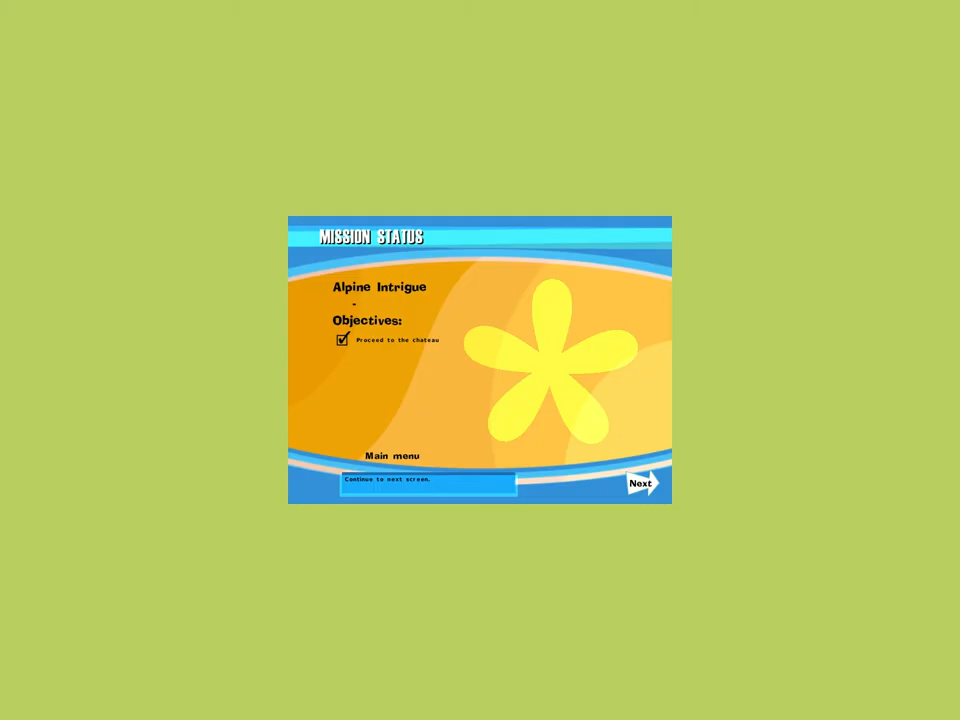 MISSION STATUS
Alpine Intrigue
-
Objectives:
Proceed to the chateau
Main menu
Continue to next screen.
Next